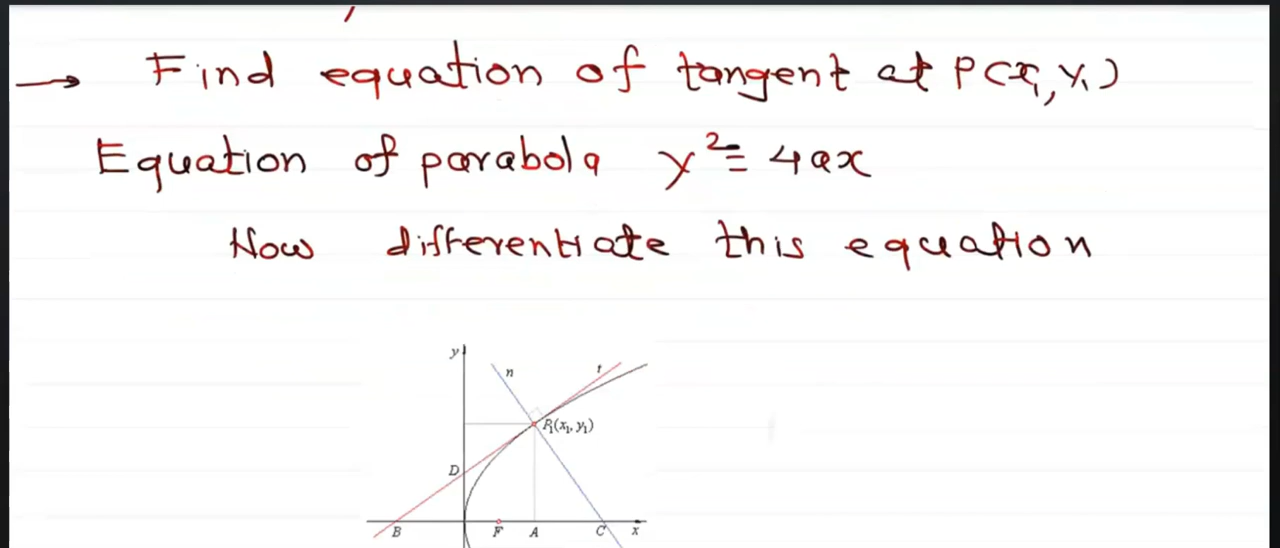 → Find equation of tangent at P(x₁, y₁)
Equation of parabola y² = 4ax
Now differentiate this equation
y
n t
P₁(x₁, y₁)
D
B F A C x